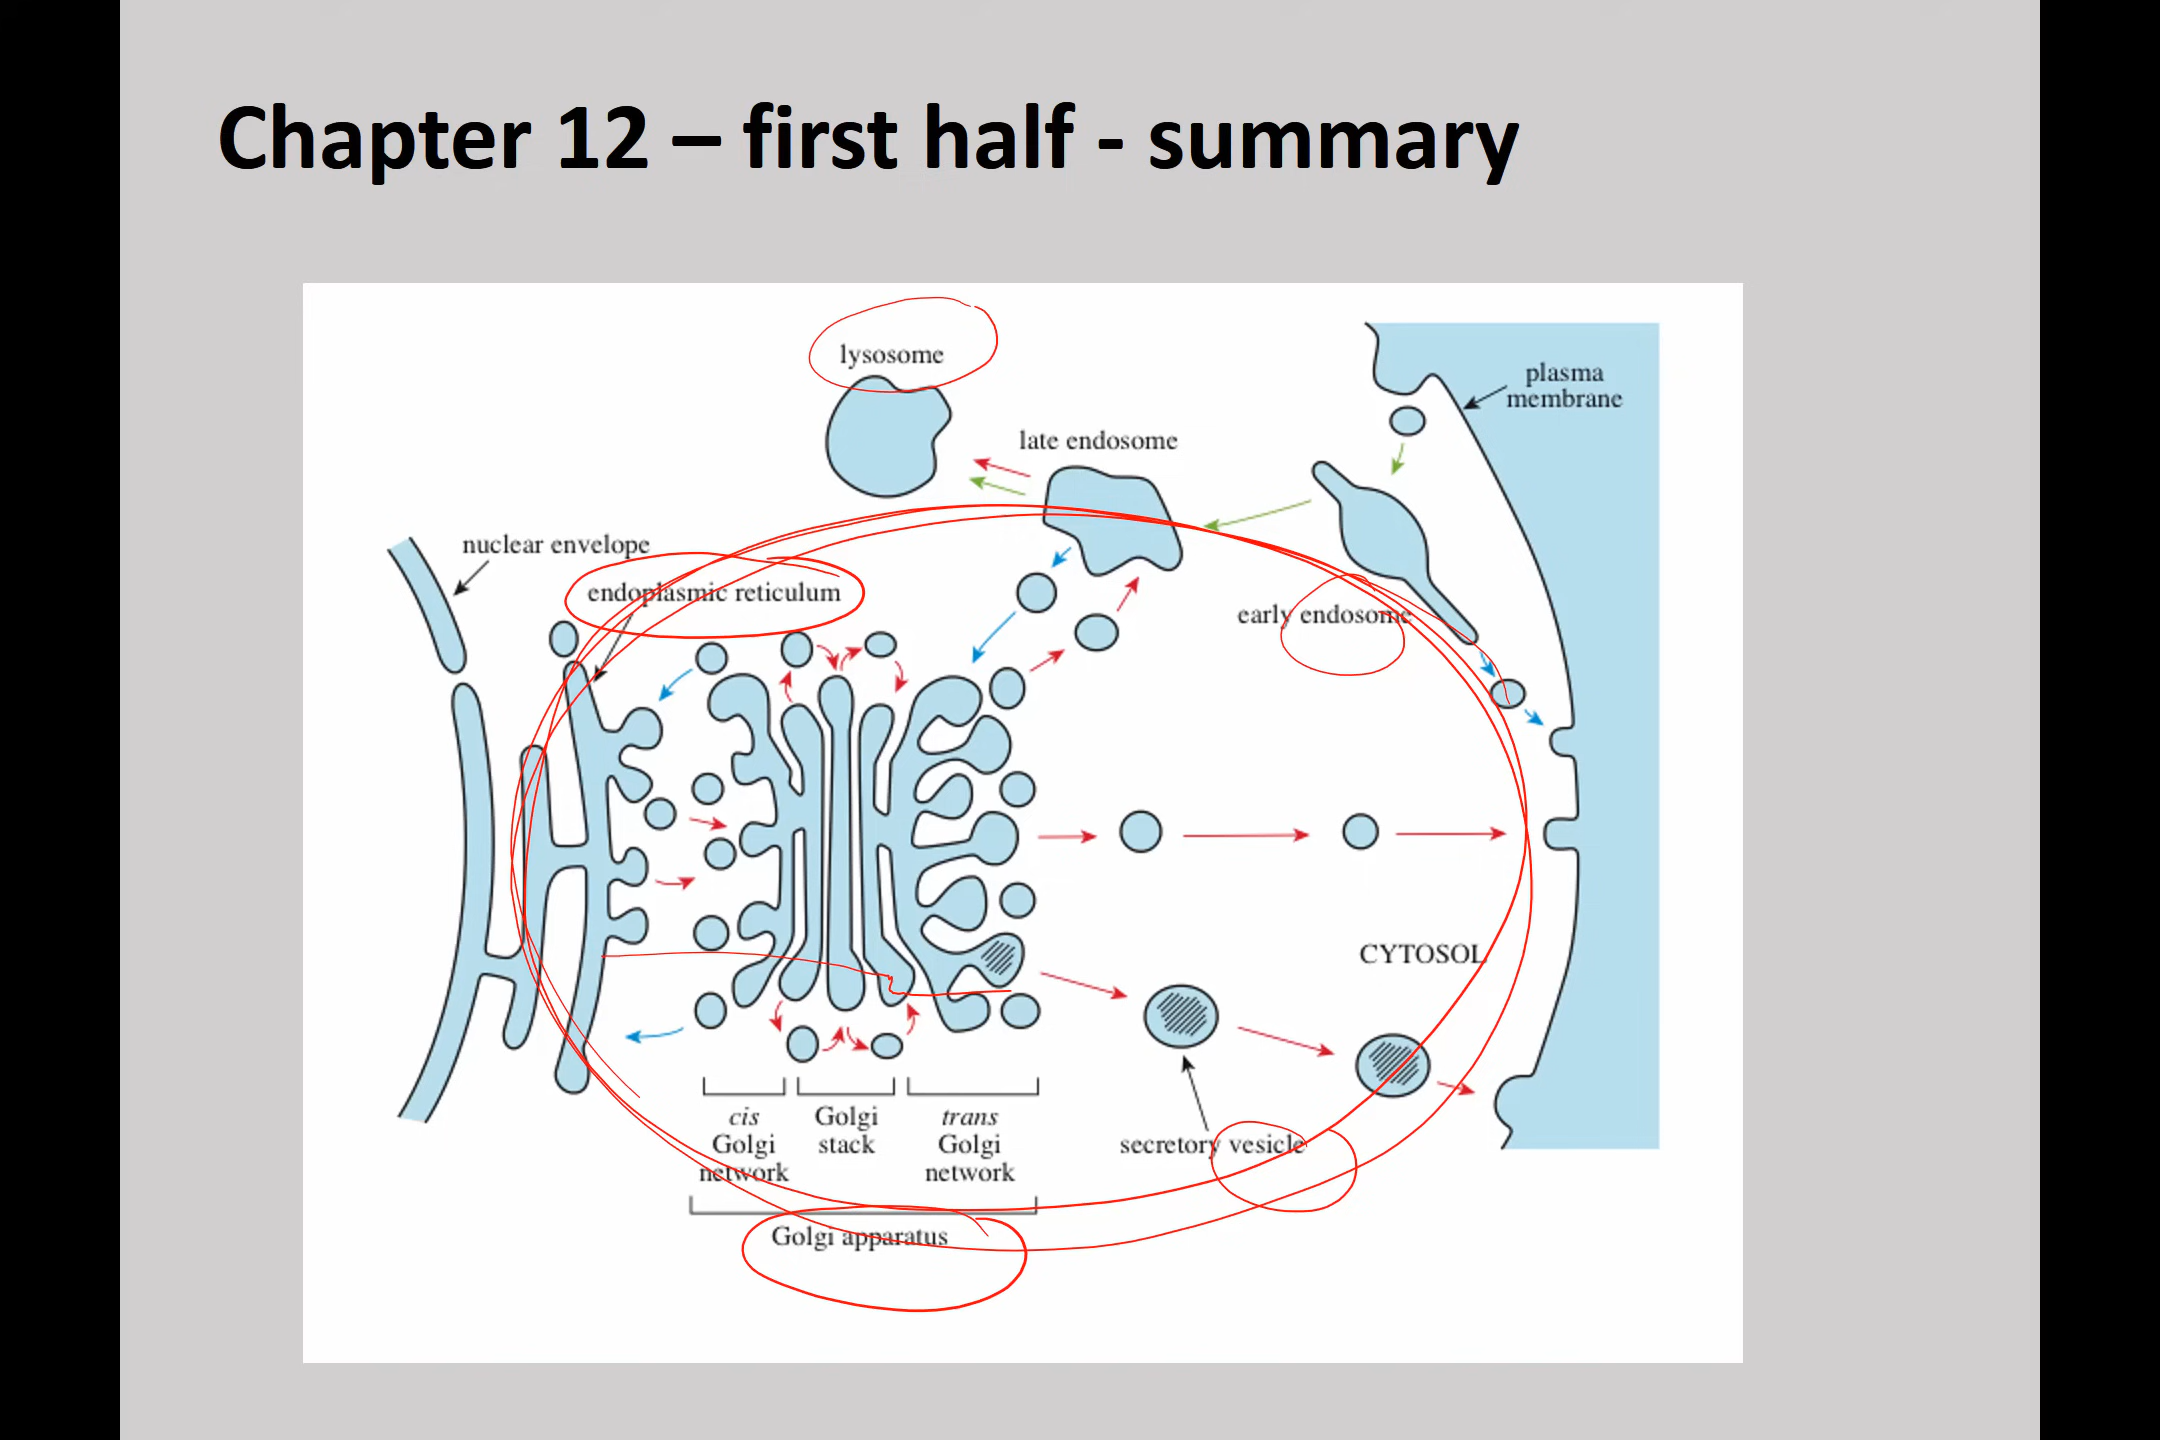 Chapter 12 – first half - summary
lysosome
plasma
membrane
late endosome
nuclear envelope
endoplasmic reticulum
early endosome
CYTOSOL
cis
Golgi
network
Golgi
stack
trans
Golgi
network
secretory vesicle
Golgi apparatus